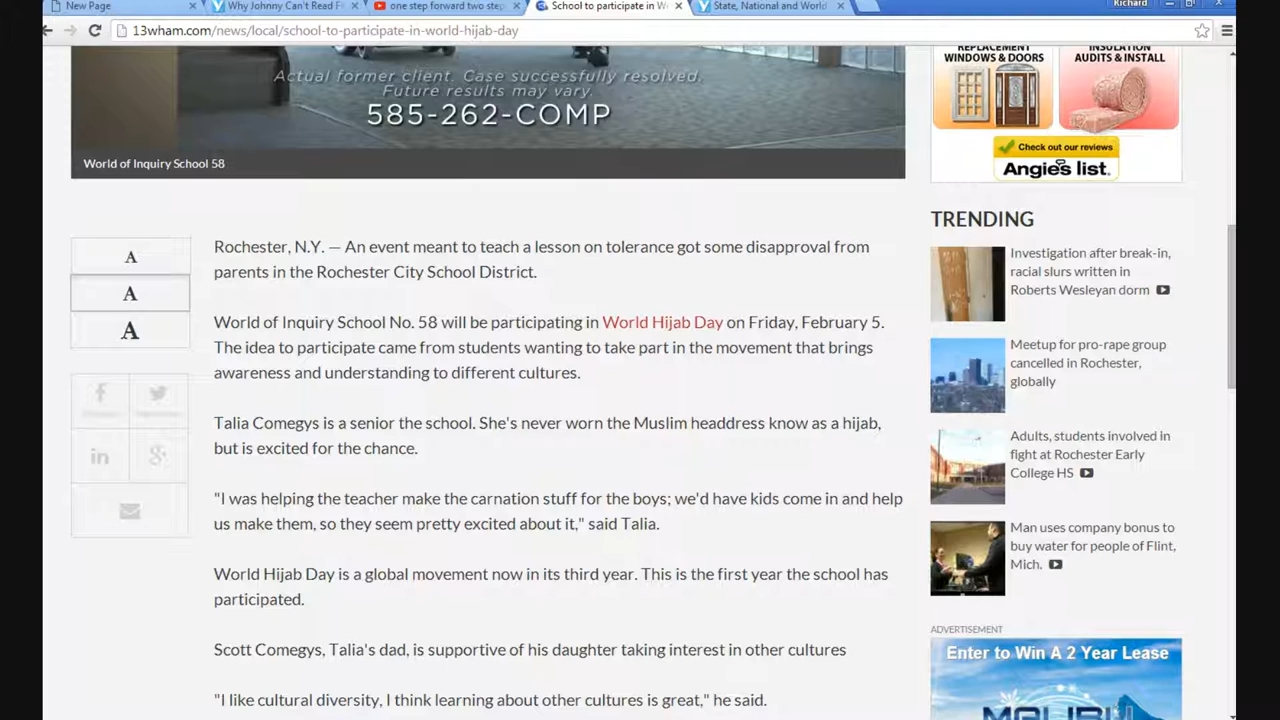 New Page
Why Johnny Can't Read F
one step forward two step
School to participate in W
State, National and World
Richard
13wham.com/news/local/school-to-participate-in-world-hijab-day
Actual former client. Case successfully resolved.
Future results may vary.
585-262-COMP
World of Inquiry School 58
REPLACEMENT
WINDOWS & DOORS
INSULATION
AUDITS & INSTALL
Check out our reviews
Angie's list.
A
A
A
Rochester, N.Y. — An event meant to teach a lesson on tolerance got some disapproval from
parents in the Rochester City School District.
World of Inquiry School No. 58 will be participating in World Hijab Day on Friday, February 5.
The idea to participate came from students wanting to take part in the movement that brings
awareness and understanding to different cultures.
Talia Comegys is a senior the school. She's never worn the Muslim headdress know as a hijab,
but is excited for the chance.
"I was helping the teacher make the carnation stuff for the boys; we'd have kids come in and help
us make them, so they seem pretty excited about it," said Talia.
World Hijab Day is a global movement now in its third year. This is the first year the school has
participated.
Scott Comegys, Talia's dad, is supportive of his daughter taking interest in other cultures
"I like cultural diversity, I think learning about other cultures is great," he said.
TRENDING
Investigation after break-in,
racial slurs written in
Roberts Wesleyan dorm
Meetup for pro-rape group
cancelled in Rochester,
globally
Adults, students involved in
fight at Rochester Early
College HS
Man uses company bonus to
buy water for people of Flint,
Mich.
ADVERTISEMENT
Enter to Win A 2 Year Lease
MALIBU